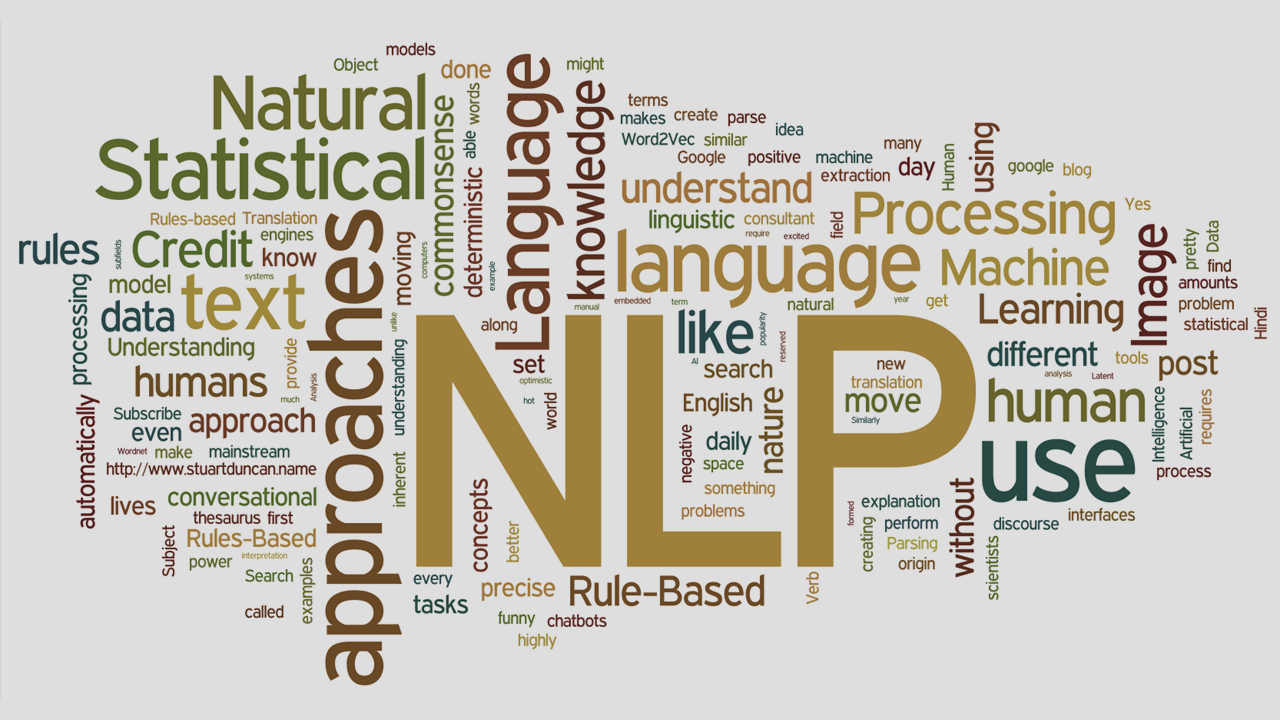 models
Object
done
might
Natural
Statistical
commonsense
words
able
deterministic
example
Language
knowledge
manual
terms
makes
create
parse
idea
Word2Vec
similar
many
Google
positive
machine
extraction
day
Human
using
google
blog
understand
linguistic
consultant
require
excited
field
Processing
Yes
language
Machine
embedded
term
natural
year
get
Learning
Image
pretty
Data
find
amounts
problem
statistical
Hindi
Rules-based
Translation
rules
subfields
Credit
engines
know
systems
model
text
processing
data
Understanding
humans
provide
Analysis
much
moving
computers
unlike
understanding
approaches
automatically
Subscribe
approach
even
Wordnet
make
mainstream
http://www.stuartduncan.name
inherent
lives
conversational
thesaurus
first
Subject
Rules-Based
interpretation
power
Search
examples
called
NLP
along
set
optimistic
hot
world
like
popularity
reserved
AI
search
English
nature
negative
daily
space
something
problems
new
translation
move
Similarly
different
tools
post
analysis
Latent
human
Intelligence
Artificial
requires
process
use
concepts
better
every
tasks
precise
Rule-Based
funny
chatbots
highly
Verb
formed
explanation
creating
perform
Parsing
origin
without
discourse
interfaces
scientists